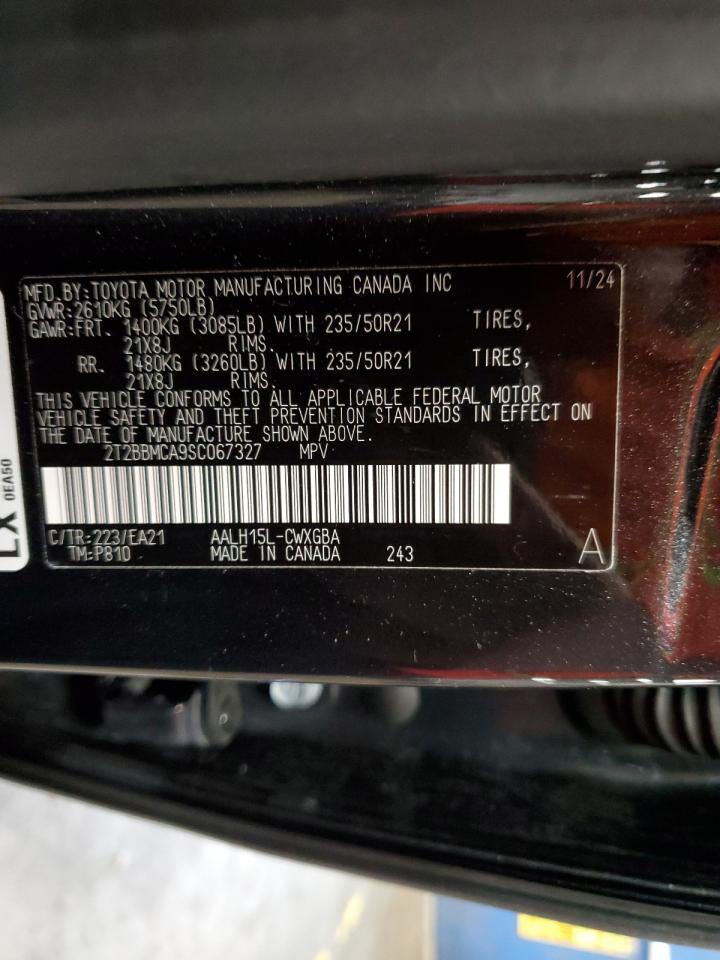 MFD.BY:TOYOTA MOTOR MANUFACTURING CANADA INC 11/24
GVWR:2610KG (5750LB)
GAWR:FRT. 1400KG (3085LB) WITH 235/50R21 TIRES,
21X8J RIMS.
RR. 1480KG (3260LB) WITH 235/50R21 TIRES,
21X8J RIMS.
THIS VEHICLE CONFORMS TO ALL APPLICABLE FEDERAL MOTOR
VEHICLE SAFETY AND THEFT PREVENTION STANDARDS IN EFFECT ON
THE DATE OF MANUFACTURE SHOWN ABOVE.
2T2BBMCA9SC067327 MPV
C/TR:223/EA21 AALH15L-CWXGBA
TM:P810 MADE IN CANADA 243 A
LX
0EA50